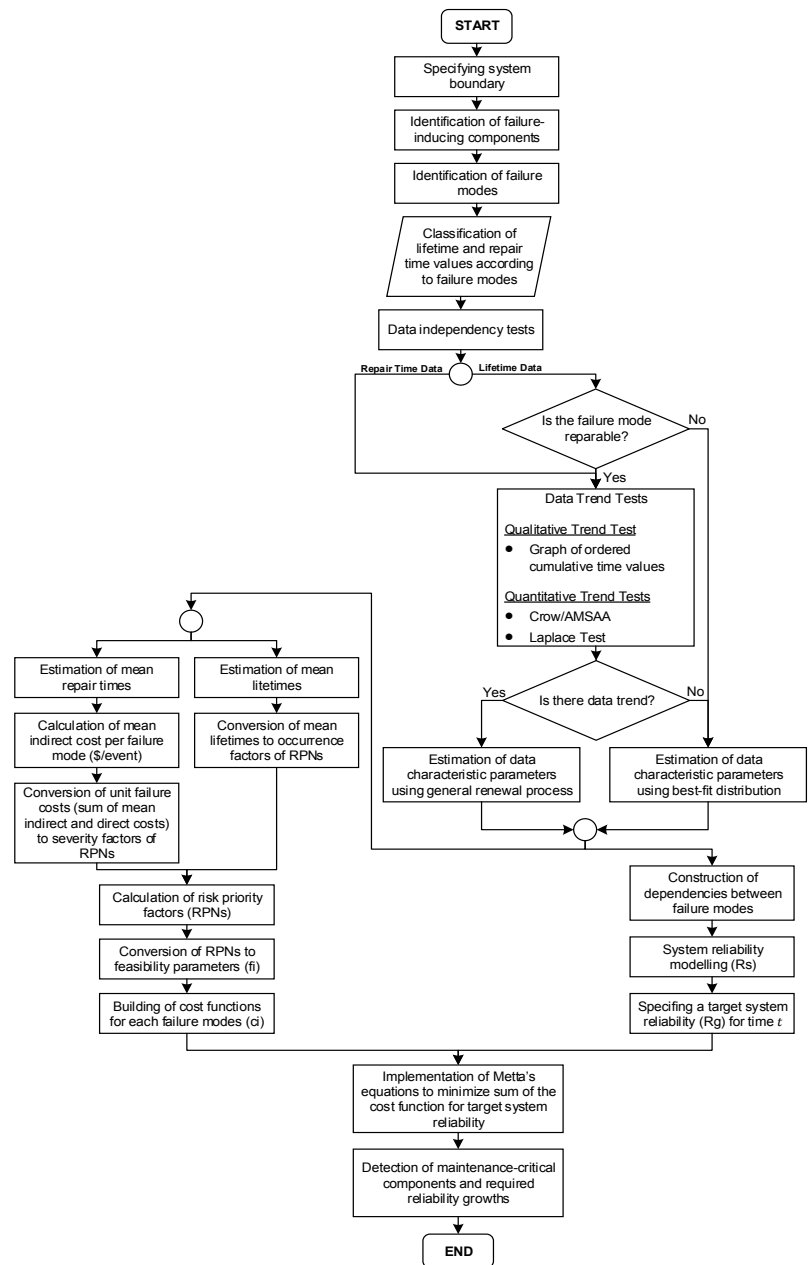 START
Specifying system
boundary
Identification of failure-
inducing components
Identification of failure
modes
Classification of
lifetime and repair
time values according
to failure modes
Data independency tests
Repair Time Data
Lifetime Data
Is the failure mode
reparable?
No
Yes
Data Trend Tests
Qualitative Trend Test
● Graph of ordered
cumulative time values
Quantitative Trend Tests
● Crow/AMSAA
● Laplace Test
Is there data trend?
Yes
No
Estimation of data
characteristic parameters
using general renewal process
Estimation of data
characteristic parameters
using best-fit distribution
Estimation of mean
repair times
Estimation of mean
litetimes
Calculation of mean
indirect cost per failure
mode ($/event)
Conversion of mean
lifetimes to occurrence
factors of RPNs
Conversion of unit failure
costs (sum of mean
indirect and direct costs)
to severity factors of
RPNs
Calculation of risk priority
factors (RPNs)
Conversion of RPNs to
feasibility parameters (fi)
Building of cost functions
for each failure modes (ci)
Construction of
dependencies between
failure modes
System reliability
modelling (Rs)
Specifing a target system
reliability (Rg) for time t
Implementation of Metta's
equations to minimize sum of the
cost function for target system
reliability
Detection of maintenance-critical
components and required
reliability growths
END